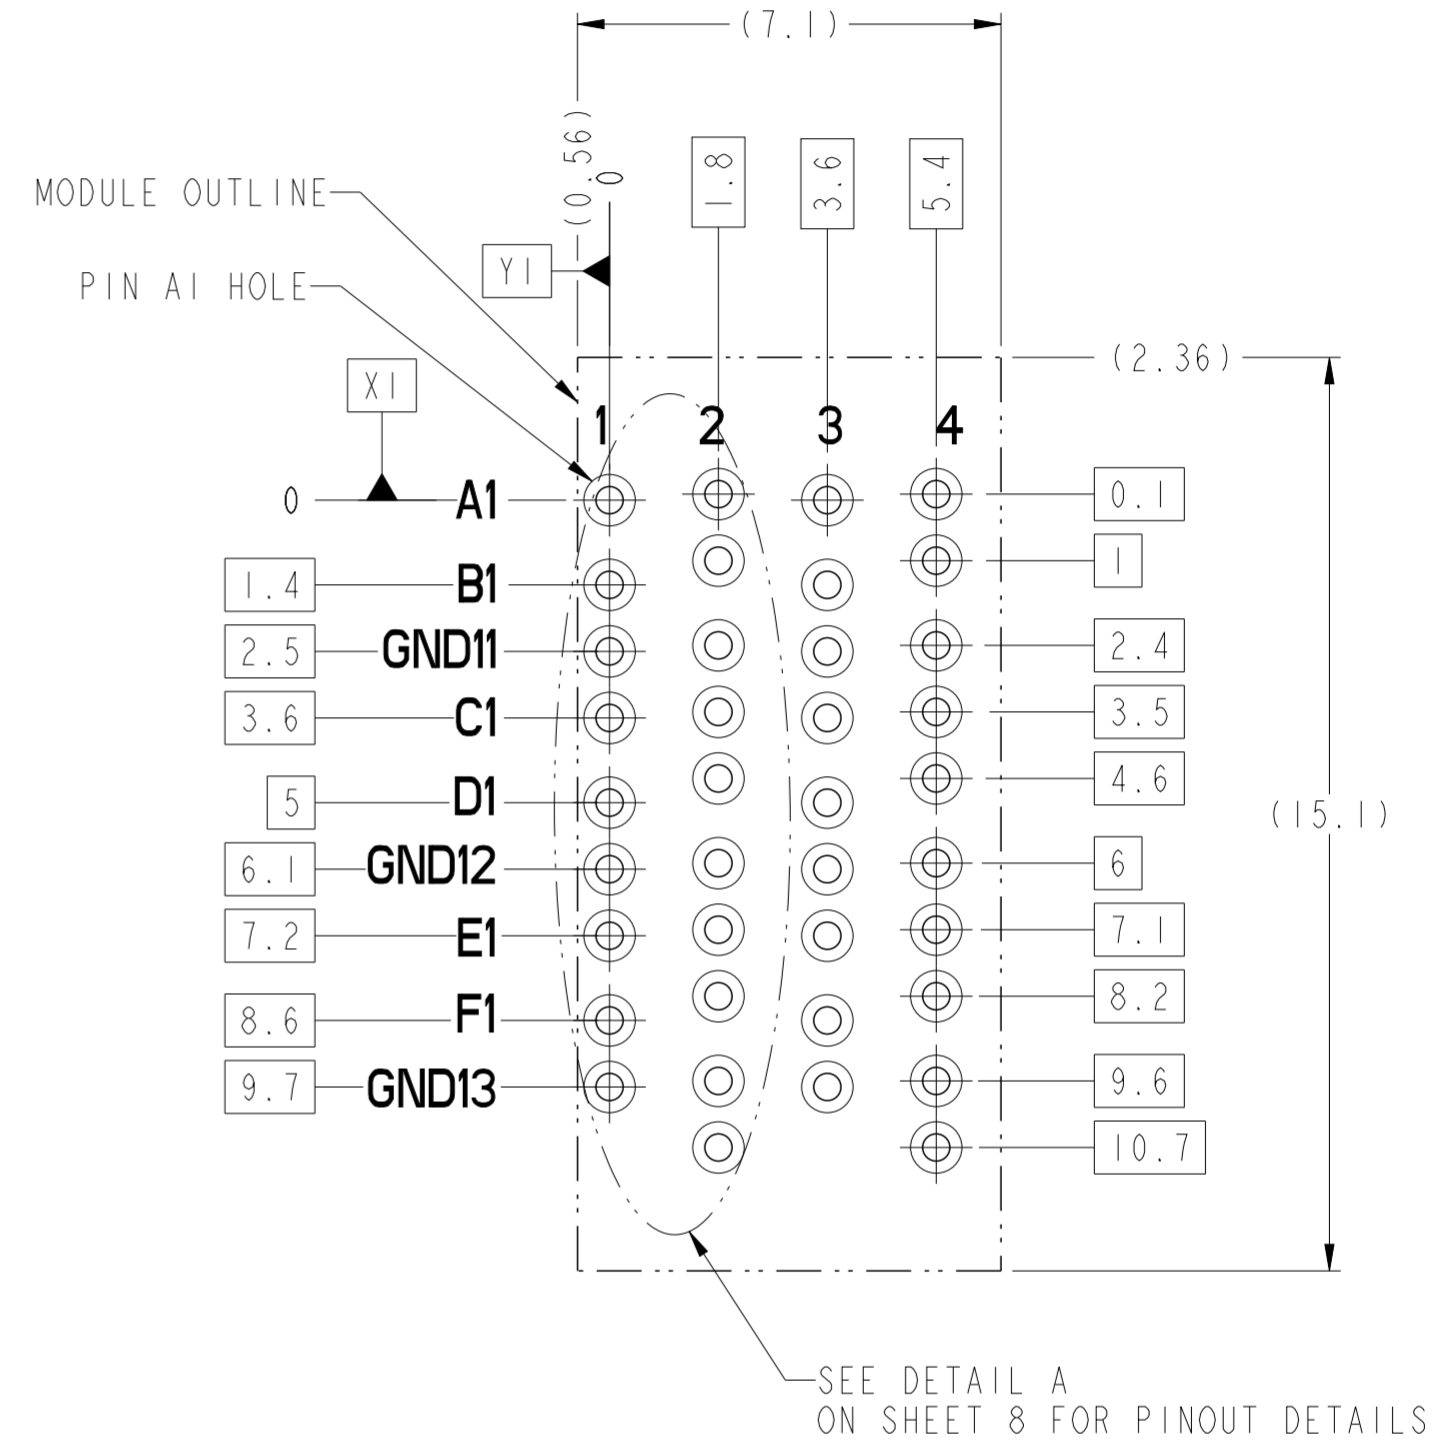 (7.1)
(0.56)
0
1.8
3.6
5.4
MODULE OUTLINE
Y1
PIN A1 HOLE
(2.36)
X1
1 2 3 4
0 A1 0.1
1
1.4 B1
2.5 GND11 2.4
3.6 C1 3.5
4.6
5 D1
(15.1)
6.1 GND12 6
7.2 E1 7.1
8.2
8.6 F1
9.7 GND13 9.6
10.7
SEE DETAIL A
ON SHEET 8 FOR PINOUT DETAILS